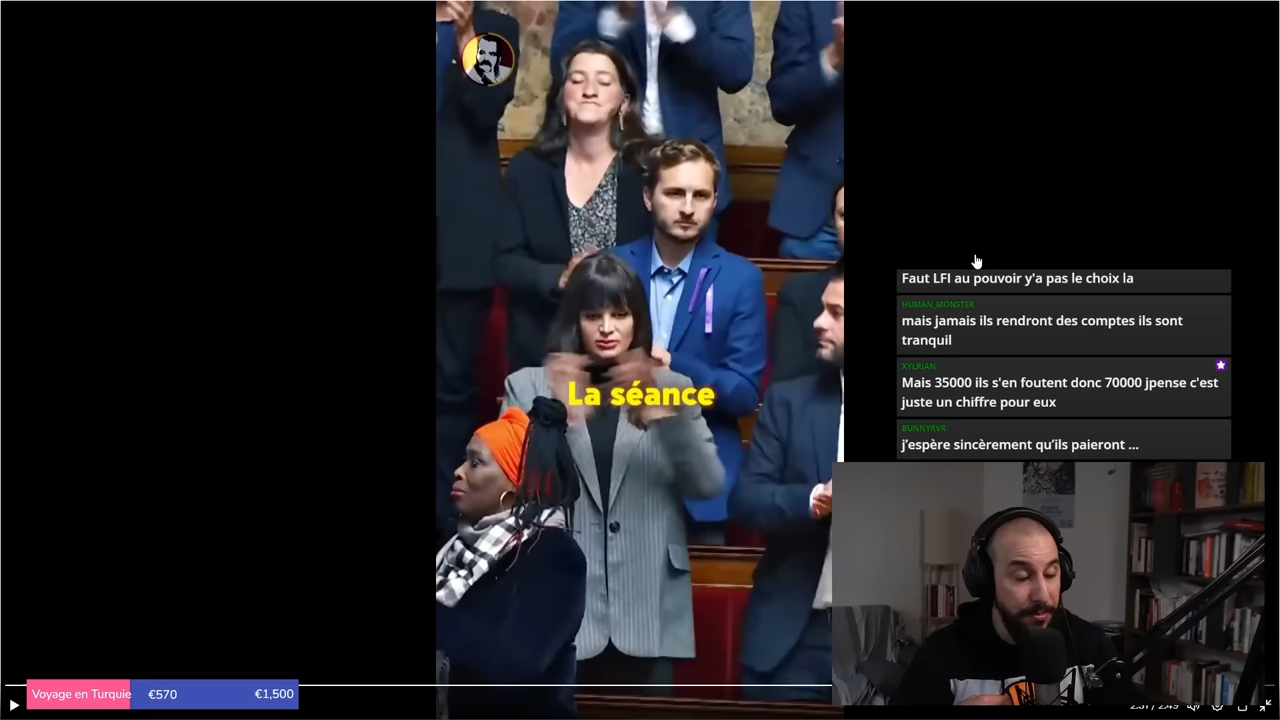 La séance
Faut LFI au pouvoir y'a pas le choix la
HUMAN_MONSTER
mais jamais ils rendront des comptes ils sont
tranquil
XYLRIAN
Mais 35000 ils s'en foutent donc 70000 jpense c'est
juste un chiffre pour eux
BUNNYRVR
j'espère sincèrement qu'ils paieront ...
Voyage en Turquie €570 €1,500